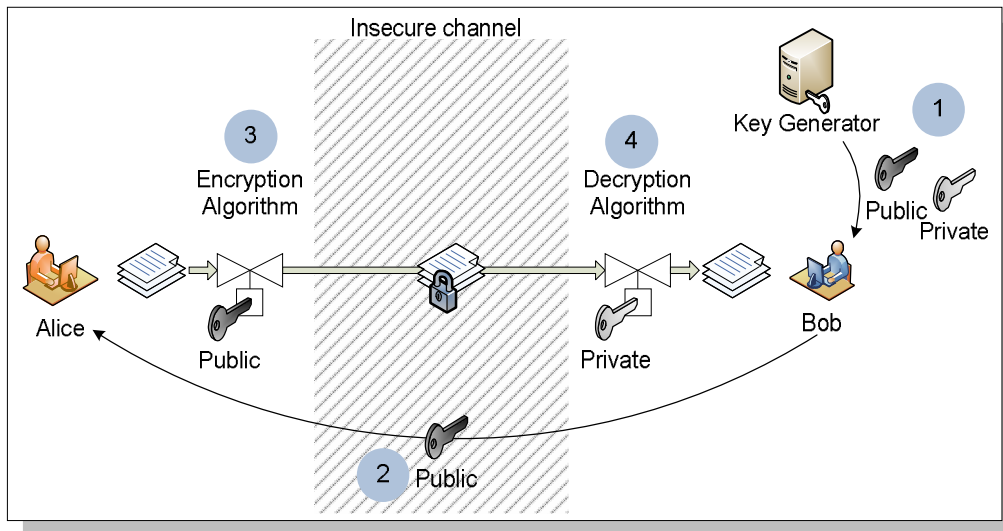 Insecure channel
Key Generator
1
3
4
Encryption
Algorithm
Decryption
Algorithm
Public
Private
Alice
Bob
Public
Private
2
Public